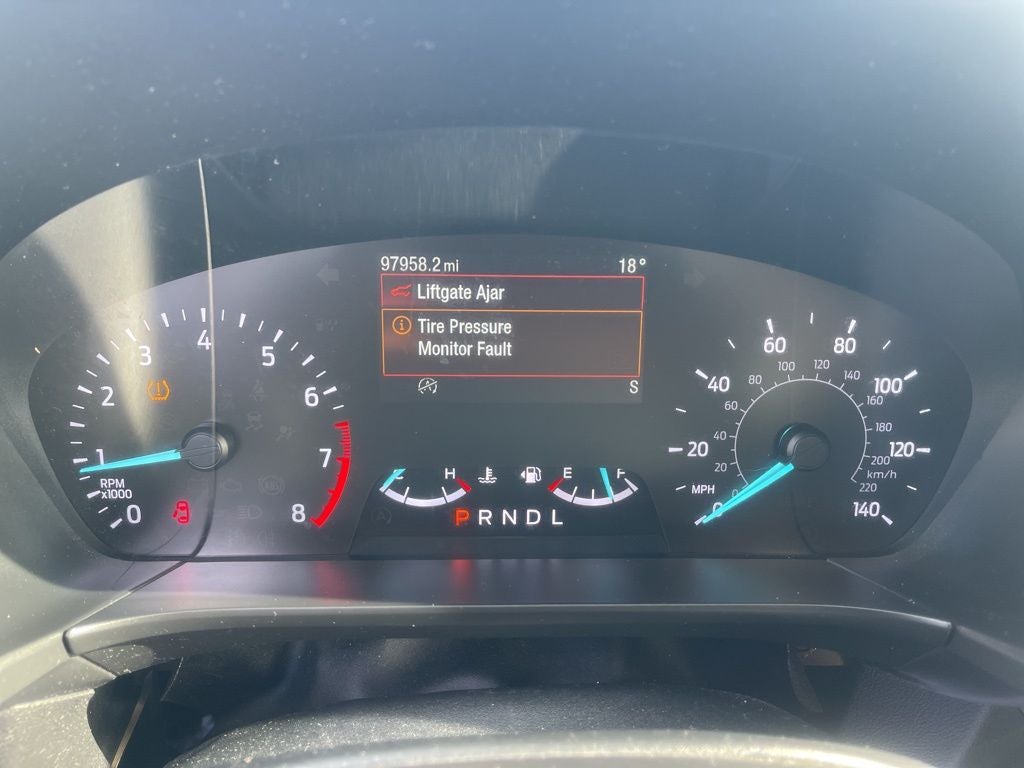 97958.2 mi 18°
Liftgate Ajar
Tire Pressure
Monitor Fault
S
0 1 2 3 4 5 6 7 8
RPM
x1000
H E F
PRNDL
0 20 40 60 80 100 120 140
MPH
0 20 40 60 80 100 120 140 160 180 200 220
km/h